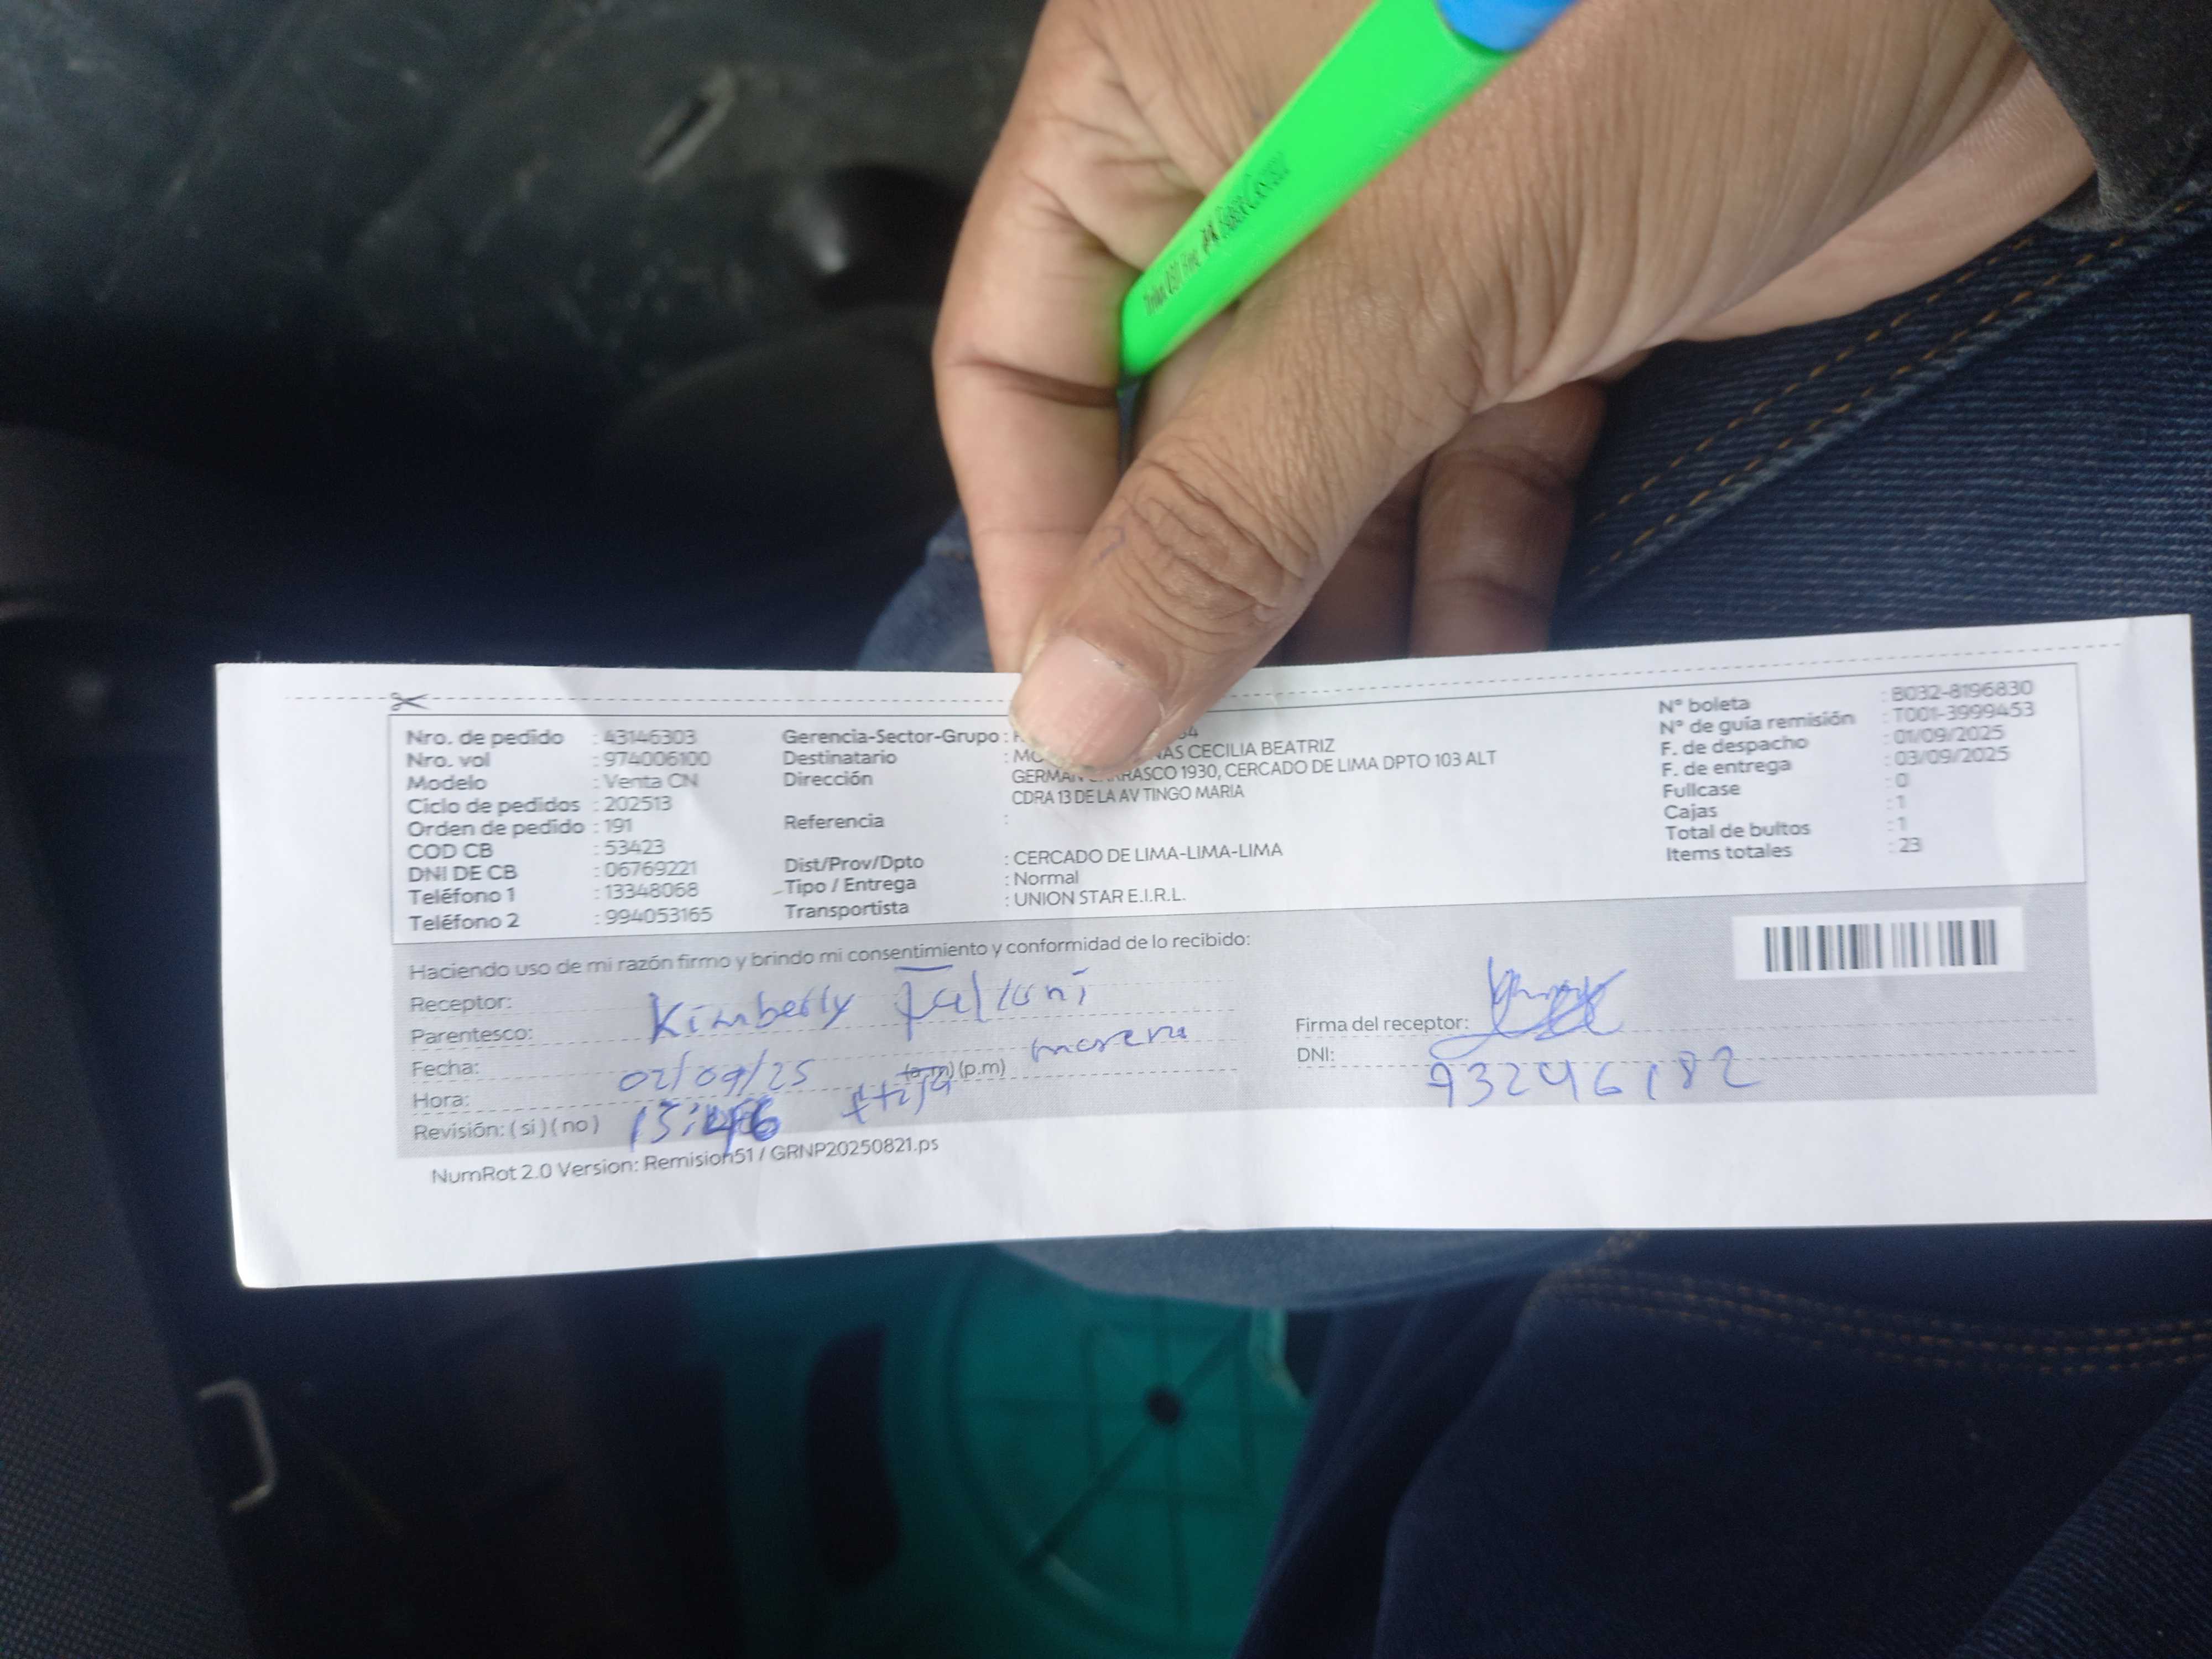 Nro. de pedido : 43146303
Nro. vol : 974006100
Modelo : Venta CN
Ciclo de pedidos : 202513
Orden de pedido : 191
COD CB : 53423
DNI DE CB : 06769221
Teléfono 1 : 13348068
Teléfono 2 : 994053165
Gerencia-Sector-Grupo :
Destinatario : CECILIA BEATRIZ
Dirección GERMAN 1930, CERCADO DE LIMA DPTO 103 ALT
CDRA 13 DE LA AV TINGO MARIA
Referencia :
Dist/Prov/Dpto : CERCADO DE LIMA-LIMA-LIMA
Tipo / Entrega : Normal
Transportista : UNION STAR E.I.R.L.
N° boleta : B032-8196830
N° de guía remisión : T001-3999453
F. de despacho : 01/09/2025
F. de entrega : 03/09/2025
Fullcase : 0
Cajas : 1
Total de bultos : 1
Items totales : 23
Haciendo uso de mi razón firmo y brindo mi consentimiento y conformidad de lo recibido:
Receptor: Kimberly
Parentesco:
Fecha: 02/09/25 (a.m) (p.m)
Hora: 15:46
Revisión: (si) (no)
Firma del receptor:
DNI: 73246182
NumRot 2.0 Version: Remision51 / GRNP20250821.ps